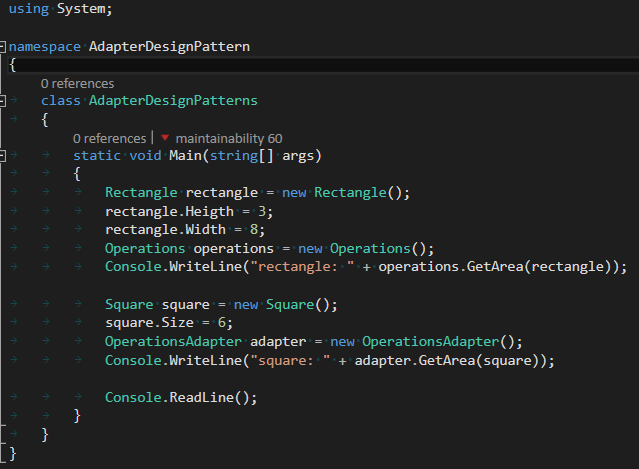 using System;
namespace AdapterDesignPattern
{
0 references
class AdapterDesignPatterns
{
0 references | maintainability 60
static void Main(string[] args)
{
Rectangle rectangle = new Rectangle();
rectangle.Heigth = 3;
rectangle.Width = 8;
Operations operations = new Operations();
Console.WriteLine("rectangle: " + operations.GetArea(rectangle));
Square square = new Square();
square.Size = 6;
OperationsAdapter adapter = new OperationsAdapter();
Console.WriteLine("square: " + adapter.GetArea(square));
Console.ReadLine();
}
}
}